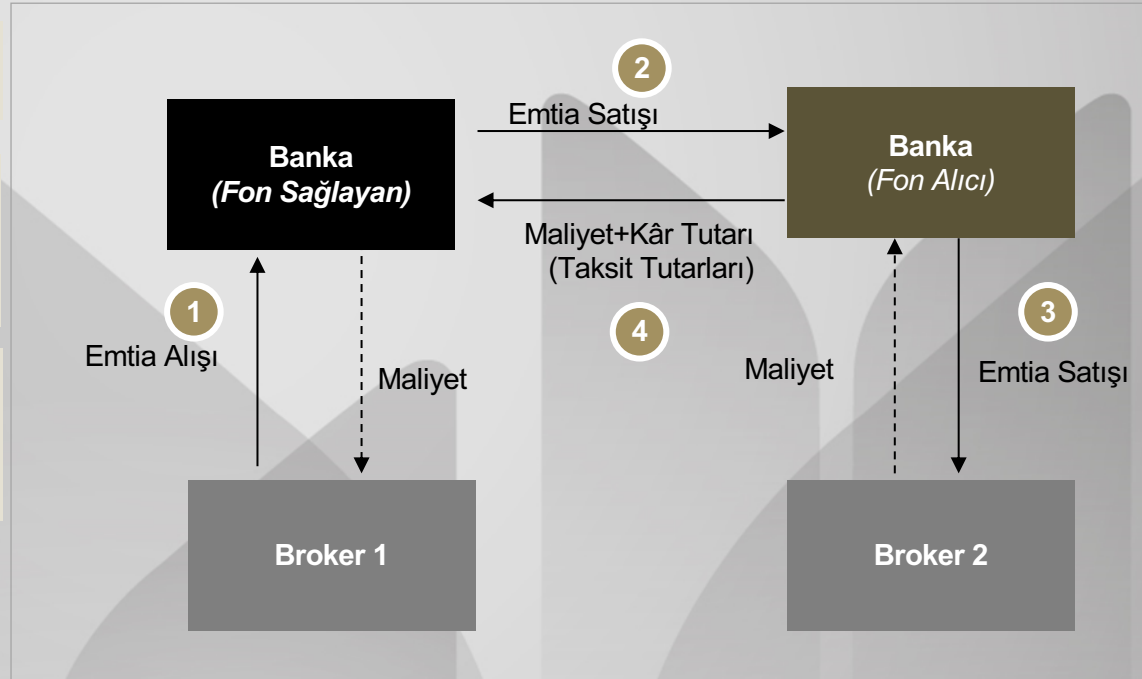 2
Emtia Satışı
Banka
(Fon Sağlayan)
Banka
(Fon Alıcı)
Maliyet+Kâr Tutarı
(Taksit Tutarları)
1
4
3
Emtia Alışı
Maliyet
Maliyet
Emtia Satışı
Broker 1
Broker 2